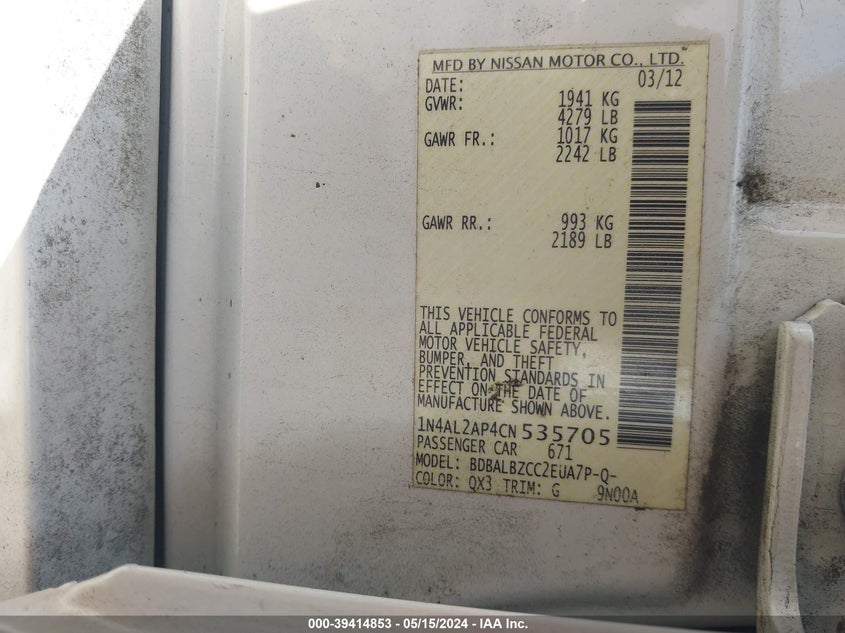 MFD BY NISSAN MOTOR CO., LTD.
DATE: 03/12
GVWR: 1941 KG
4279 LB
GAWR FR.: 1017 KG
2242 LB
GAWR RR.: 993 KG
2189 LB
THIS VEHICLE CONFORMS TO
ALL APPLICABLE FEDERAL
MOTOR VEHICLE SAFETY,
BUMPER, AND THEFT
PREVENTION STANDARDS IN
EFFECT ON THE DATE OF
MANUFACTURE SHOWN ABOVE.
1N4AL2AP4CN 535705
PASSENGER CAR 671
MODEL: BDBALBZCC2EUA7P-Q-
COLOR: QX3 TRIM: G 9N00A
000-39414853 - 05/15/2024 - IAA Inc.